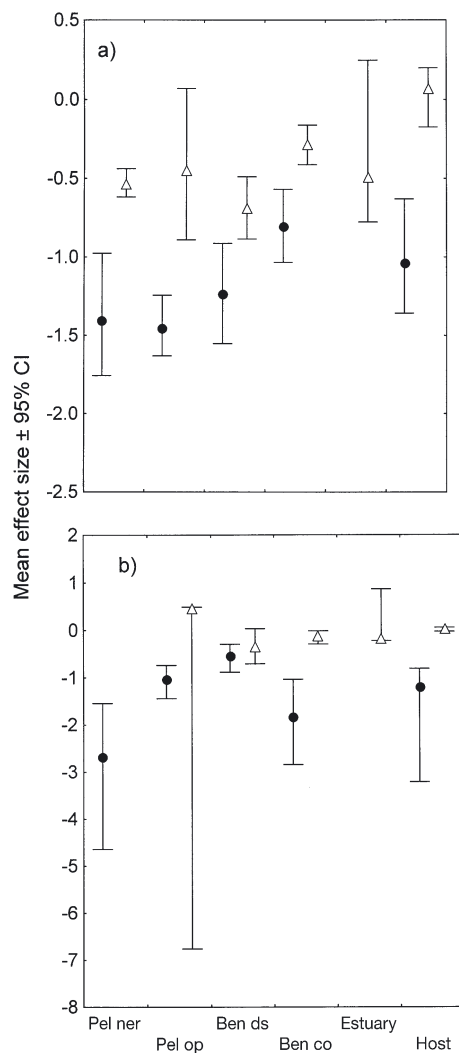 a)
0.5
0.0
-0.5
-1.0
-1.5
-2.0
-2.5
Mean effect size ± 95% CI
b)
2
1
0
-1
-2
-3
-4
-5
-6
-7
-8
Pel ner
Pel op
Ben ds
Ben co
Estuary
Host